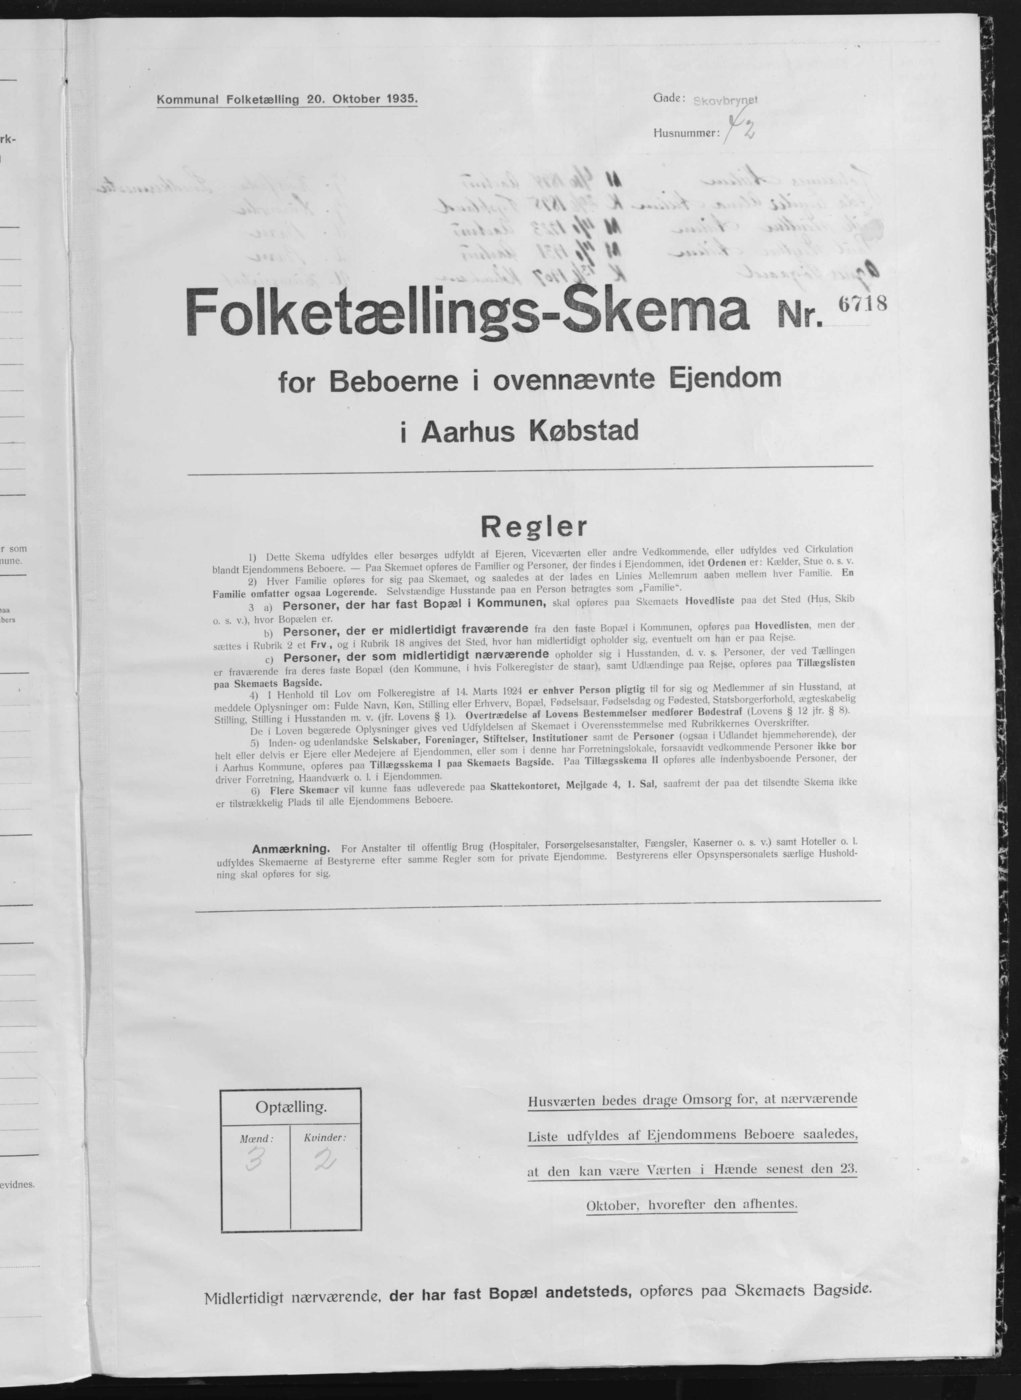 Kommunal Folketælling 20. Oktober 1935.
Gade: Skovbrynet
Husnummer: 42
Folketællings-Skema Nr. 6718
for Beboerne i ovennævnte Ejendom
i Aarhus Købstad
Regler
1) Dette Skema udfyldes eller besørges udfyldt af Ejeren, Viceværten eller andre Vedkommende, eller udfyldes ved Cirkulation
blandt Ejendommens Beboere. — Paa Skemaet opføres de Familier og Personer, der findes i Ejendommen, idet Ordenen er: Kælder, Stue o. s. v.
2) Hver Familie opføres for sig paa Skemaet, og saaledes at der lades en Linies Mellemrum aaben mellem hver Familie. En
Familie omfatter ogsaa Logerende. Selvstændige Husstande paa en Person betragtes som „Familie“.
3 a) Personer, der har fast Bopæl i Kommunen, skal opføres paa Skemaets Hovedliste paa det Sted (Hus, Skib
o. s. v.), hvor Bopælen er.
b) Personer, der er midlertidigt fraværende fra den faste Bopæl i Kommunen, opføres paa Hovedlisten, men der
sættes i Rubrik 2 et Frv, og i Rubrik 18 angives det Sted, hvor han midlertidigt opholder sig, eventuelt om han er paa Rejse.
c) Personer, der som midlertidigt nærværende opholder sig i Husstanden, d. v. s. Personer, der ved Tællingen
er fraværende fra deres faste Bopæl (den Kommune, i hvis Folkeregister de staar), samt Udlændinge paa Rejse, opføres paa Tillægslisten
paa Skemaets Bagside.
4) I Henhold til Lov om Folkeregistre af 14. Marts 1924 er enhver Person pligtig til for sig og Medlemmer af sin Husstand, at
meddele Oplysninger om: Fulde Navn, Køn, Stilling eller Erhverv, Bopæl, Fødselsaar, Fødselsdag og Fødested, Statsborgerforhold, ægteskabelig
Stilling, Stilling i Husstanden m. v. (jfr. Lovens § 1). Overtrædelse af Lovens Bestemmelser medfører Bødestraf (Lovens § 12 jfr. § 8).
De i Loven begærede Oplysninger gives ved Udfyldelsen af Skemaet i Overensstemmelse med Rubrikkernes Overskrifter.
5) Inden- og udenlandske Selskaber, Foreninger, Stiftelser, Institutioner samt de Personer (ogsaa i Udlandet hjemmehørende), der
helt eller delvis er Ejere eller Medejere af Ejendommen, eller som i denne har Forretningslokale, forsaavidt vedkommende Personer ikke bor
i Aarhus Kommune, opføres paa Tillægsskema I paa Skemaets Bagside. Paa Tillægsskema II opføres alle indenbysboende Personer, der
driver Forretning, Haandværk o. l. i Ejendommen.
6) Flere Skemaer vil kunne faas udleverede paa Skattekontoret, Mejlgade 4, 1. Sal, saafremt der paa det tilsendte Skema ikke
er tilstrækkelig Plads til alle Ejendommens Beboere.
Anmærkning. For Anstalter til offentlig Brug (Hospitaler, Forsørgelsesanstalter, Fængsler, Kaserner o. s. v.) samt Hoteller o. l.
udfyldes Skemaerne af Bestyrerne efter samme Regler som for private Ejendomme. Bestyrerens eller Opsynspersonalets særlige Hushold-
ning skal opføres for sig.
Optælling.
Mænd: Kvinder:
3 2
Husværten bedes drage Omsorg for, at nærværende
Liste udfyldes af Ejendommens Beboere saaledes,
at den kan være Værten i Hænde senest den 23.
Oktober, hvorefter den afhentes.
Midlertidigt nærværende, der har fast Bopæl andetsteds, opføres paa Skemaets Bagside.